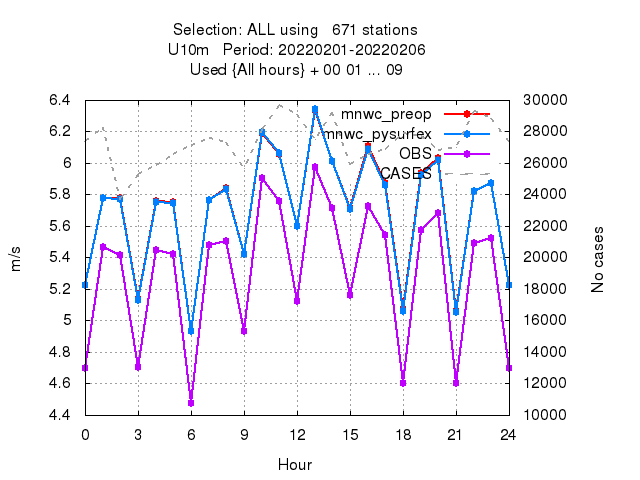 Selection: ALL using   671 stations
U10m   Period: 20220201-20220206
Used {All hours} + 00 01 ... 09
mnwc_preop
mnwc_pysurfex
OBS
CASES
6.4
6.2
6
5.8
5.6
5.4
5.2
5
4.8
4.6
4.4
30000
28000
26000
24000
22000
20000
18000
16000
14000
12000
10000
m/s
No cases
0 3 6 9 12 15 18 21 24
Hour